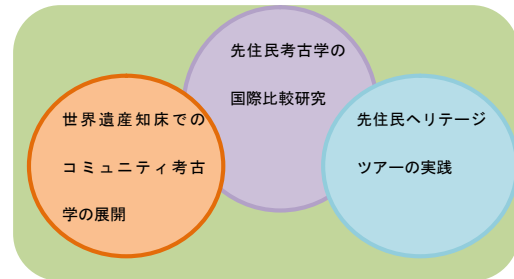 先住民考古学の
国際比較研究
世界遺産知床での
コミュニティ考古
学の展開
先住民ヘリテージ
ツアーの実践